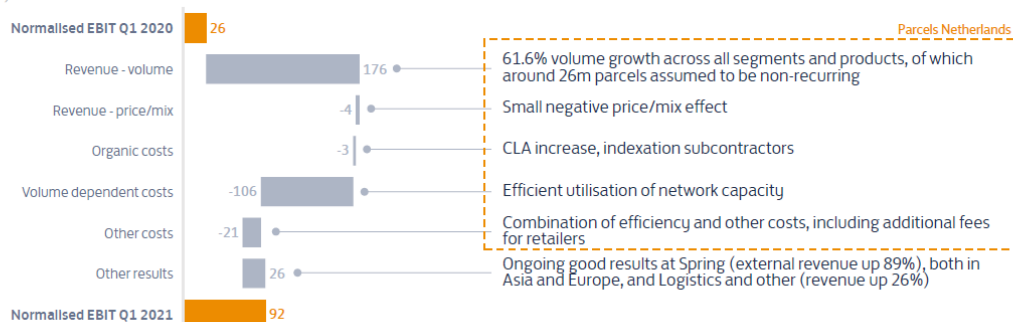 Normalised EBIT Q1 2020
26
Parcels Netherlands
Revenue - volume
176
61.6% volume growth across all segments and products, of which
around 26m parcels assumed to be non-recurring
Revenue - price/mix
-4
Small negative price/mix effect
Organic costs
-3
CLA increase, indexation subcontractors
Volume dependent costs
-106
Efficient utilisation of network capacity
Other costs
-21
Combination of efficiency and other costs, including additional fees
for retailers
Other results
26
Ongoing good results at Spring (external revenue up 89%), both in
Asia and Europe, and Logistics and other (revenue up 26%)
Normalised EBIT Q1 2021
92